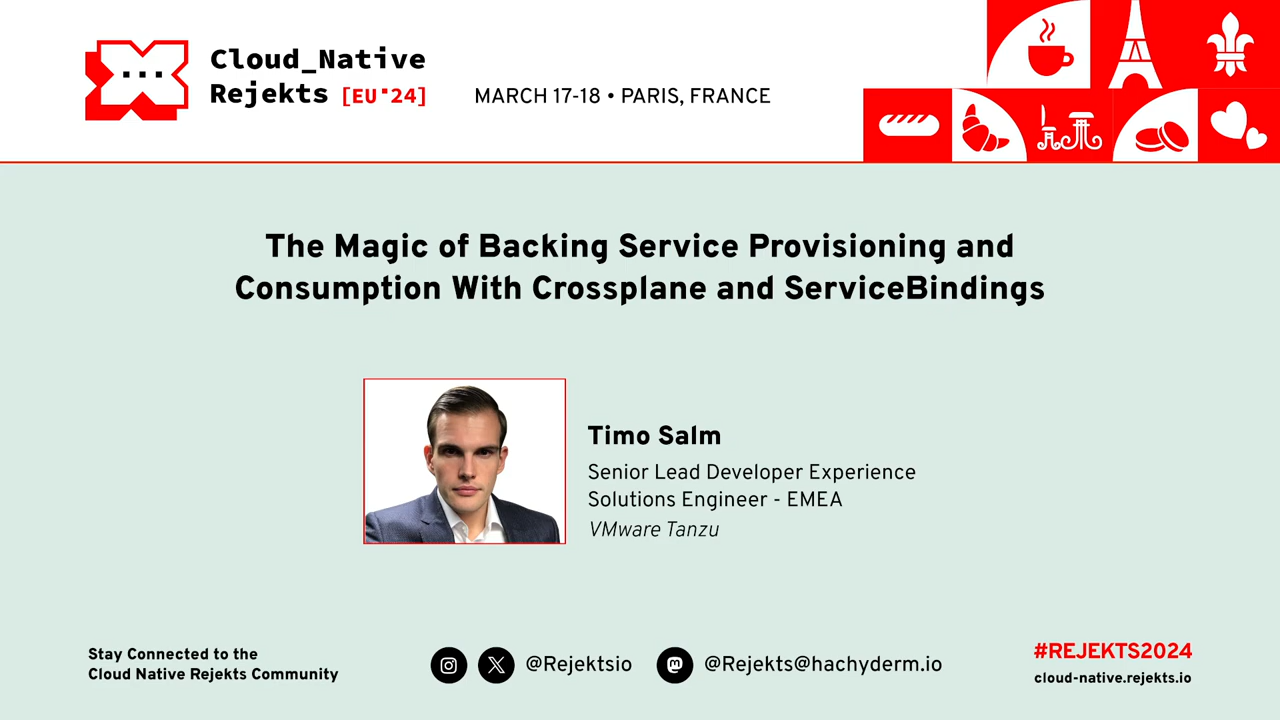 Cloud_Native
Rejekts [EU'24]
MARCH 17-18 • PARIS, FRANCE
The Magic of Backing Service Provisioning and
Consumption With Crossplane and ServiceBindings
Timo Salm
Senior Lead Developer Experience
Solutions Engineer - EMEA
VMware Tanzu
Stay Connected to the
Cloud Native Rejekts Community
@Rejektsio
@Rejekts@hachyderm.io
#REJEKTS2024
cloud-native.rejekts.io